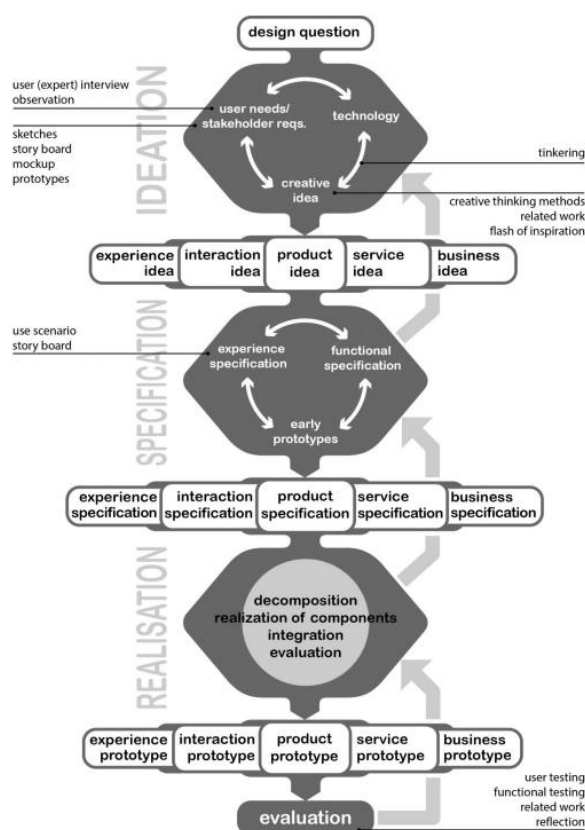 design question
user (expert) interview
observation
sketches
story board
mockup
prototypes
IDEATION
user needs/
stakeholder reqs.
technology
creative
idea
tinkering
creative thinking methods
related work
flash of inspiration
experience
idea
interaction
idea
product
idea
service
idea
business
idea
use scenario
story board
SPECIFICATION
experience
specification
functional
specification
early
prototypes
experience
specification
interaction
specification
product
specification
service
specification
business
specification
REALISATION
decomposition
realization of components
integration
evaluation
experience
prototype
interaction
prototype
product
prototype
service
prototype
business
prototype
evaluation
user testing
functional testing
related work
reflection